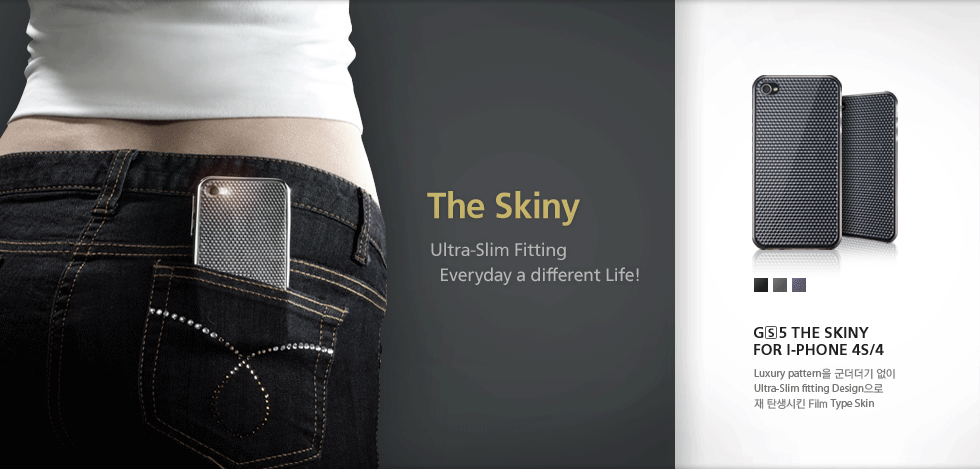 The Skiny
Ultra-Slim Fitting
Everyday a different Life!
GS5 THE SKINY
FOR I-PHONE 4S/4
Luxury pattern을 군더더기 없이
Ultra-Slim fitting Design으로
재 탄생시킨 Film Type Skin